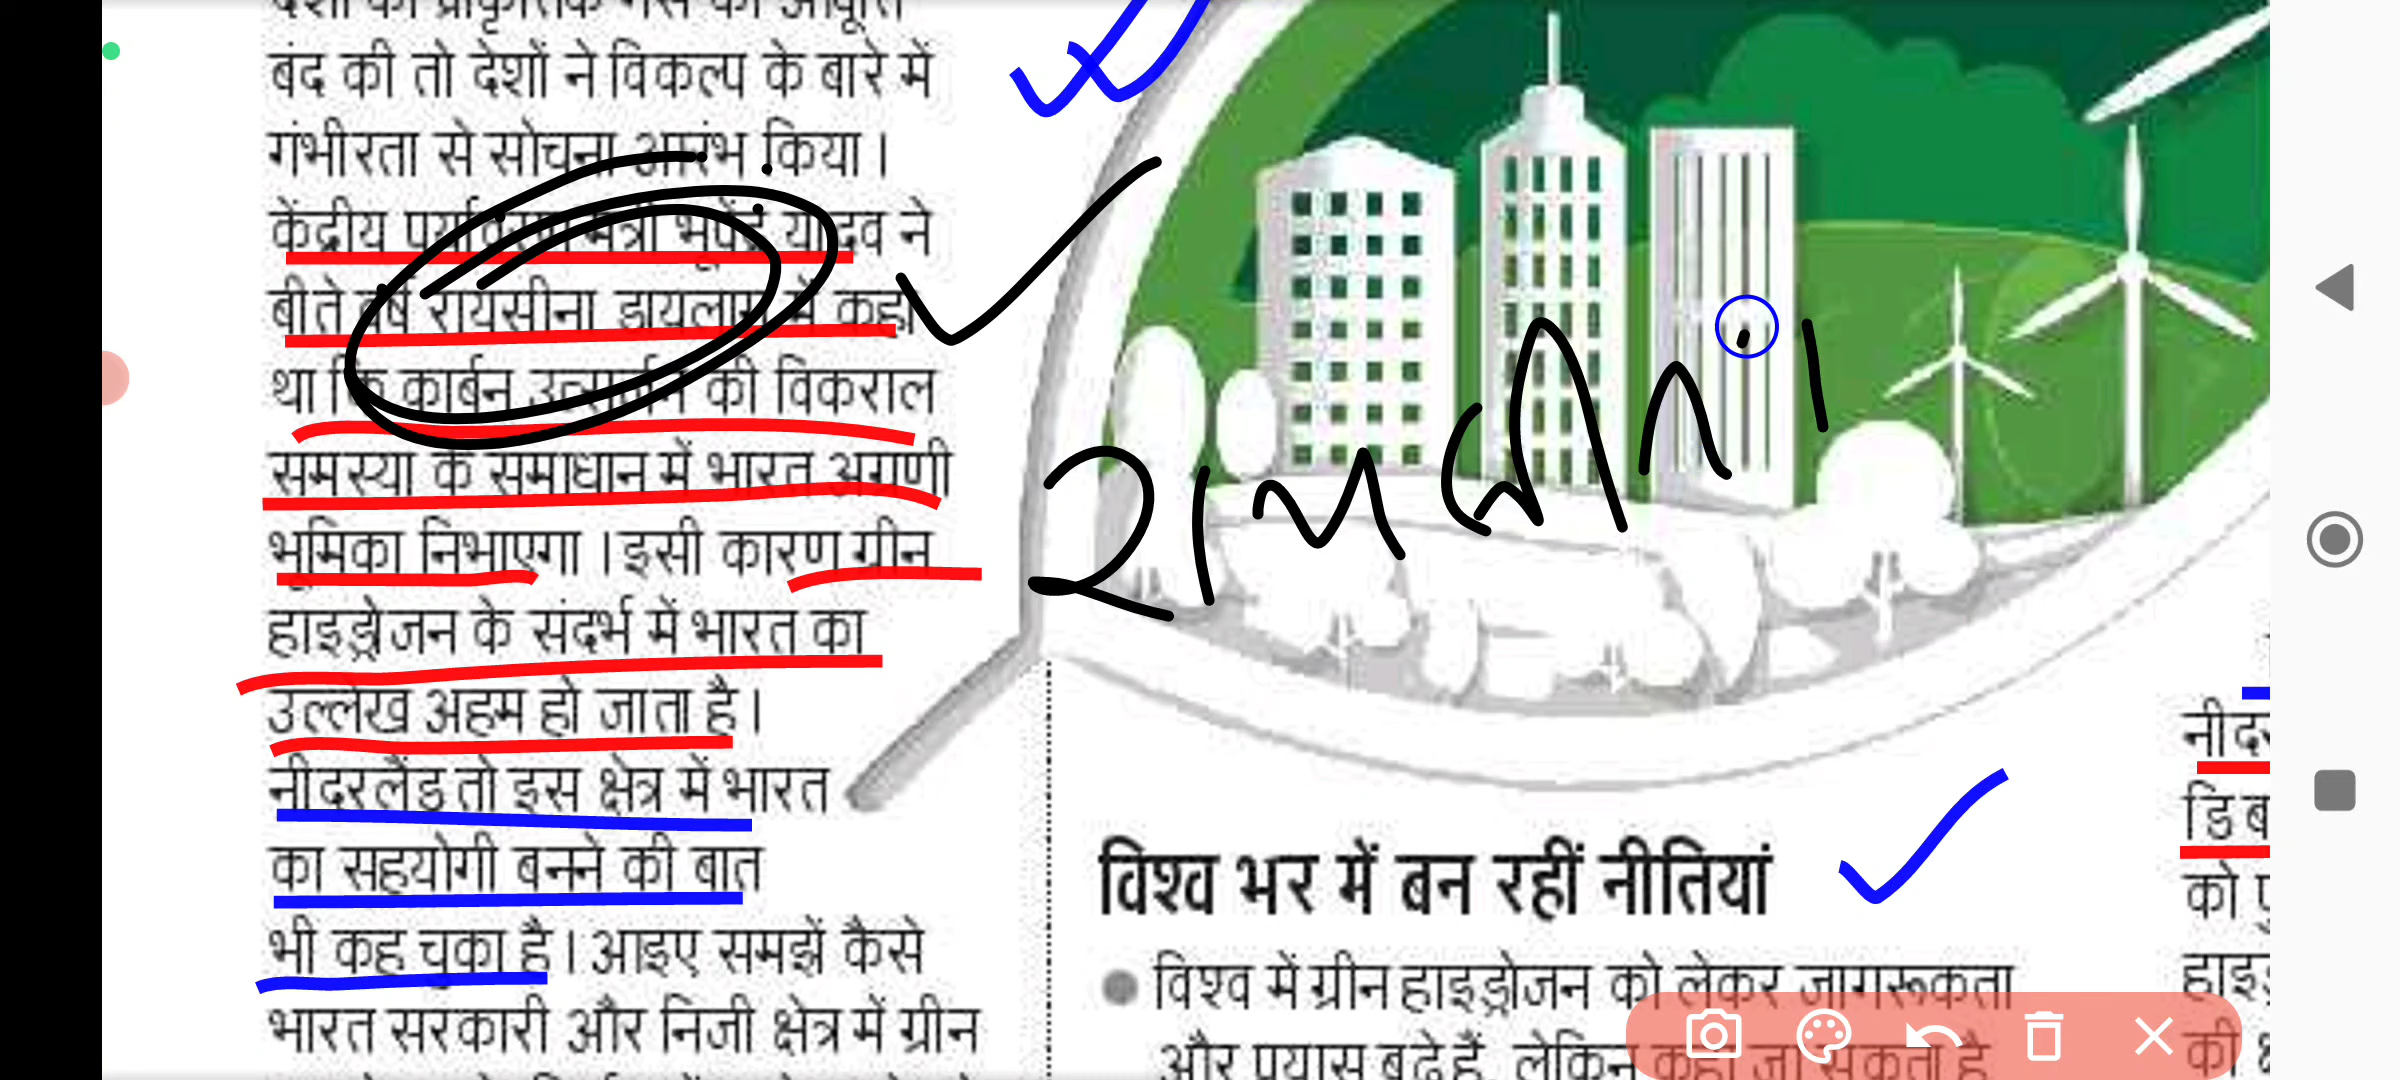 बंद की तो देशों ने विकल्प के बारे में
गंभीरता से सोचना आरंभ किया।
केंद्रीय पर्यावरण मंत्री भूपेंद्र यादव ने
बीते वर्ष रायसीना डायलाग में कहा
था कि कार्बन उत्सर्जन की विकराल
समस्या के समाधान में भारत अग्रणी
भूमिका निभाएगा। इसी कारण ग्रीन
हाइड्रोजन के संदर्भ में भारत का
उल्लेख अहम हो जाता है।
नीदरलैंड तो इस क्षेत्र में भारत
का सहयोगी बनने की बात
भी कह चुका है। आइए समझें कैसे
भारत सरकारी और निजी क्षेत्र में ग्रीन
विश्व भर में बन रहीं नीतियां
विश्व में ग्रीन हाइड्रोजन को लेकर जागरूकता
और प्रयास बढ़े हैं, लेकिन कहा जा सकता है
को
की